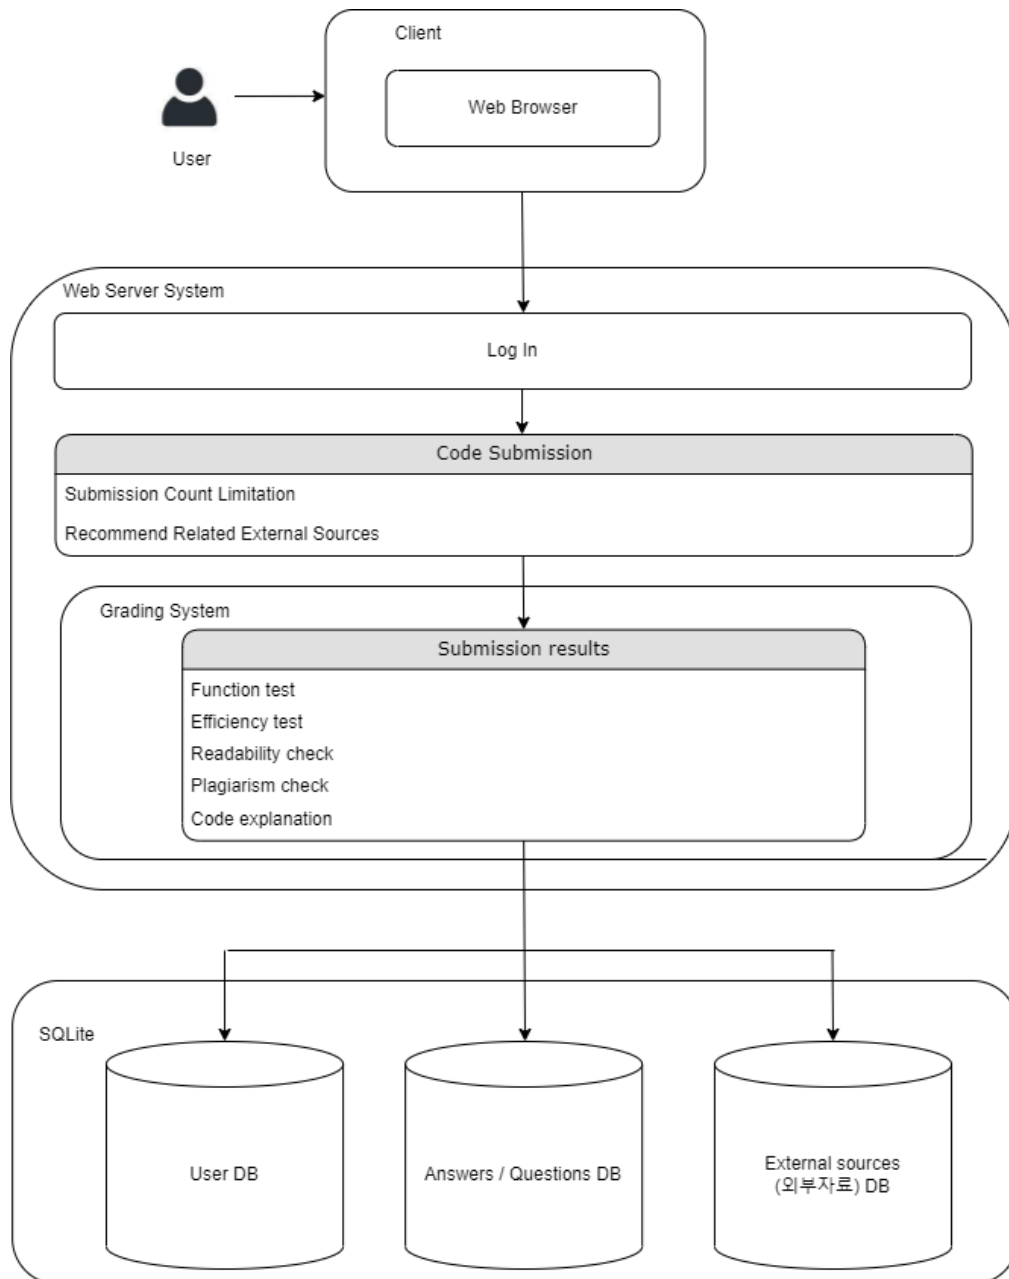 Client
Web Browser
User
Web Server System
Log In
Code Submission
Submission Count Limitation
Recommend Related External Sources
Grading System
Submission results
Function test
Efficiency test
Readability check
Plagiarism check
Code explanation
SQLite
User DB
Answers / Questions DB
External sources
(외부자료) DB